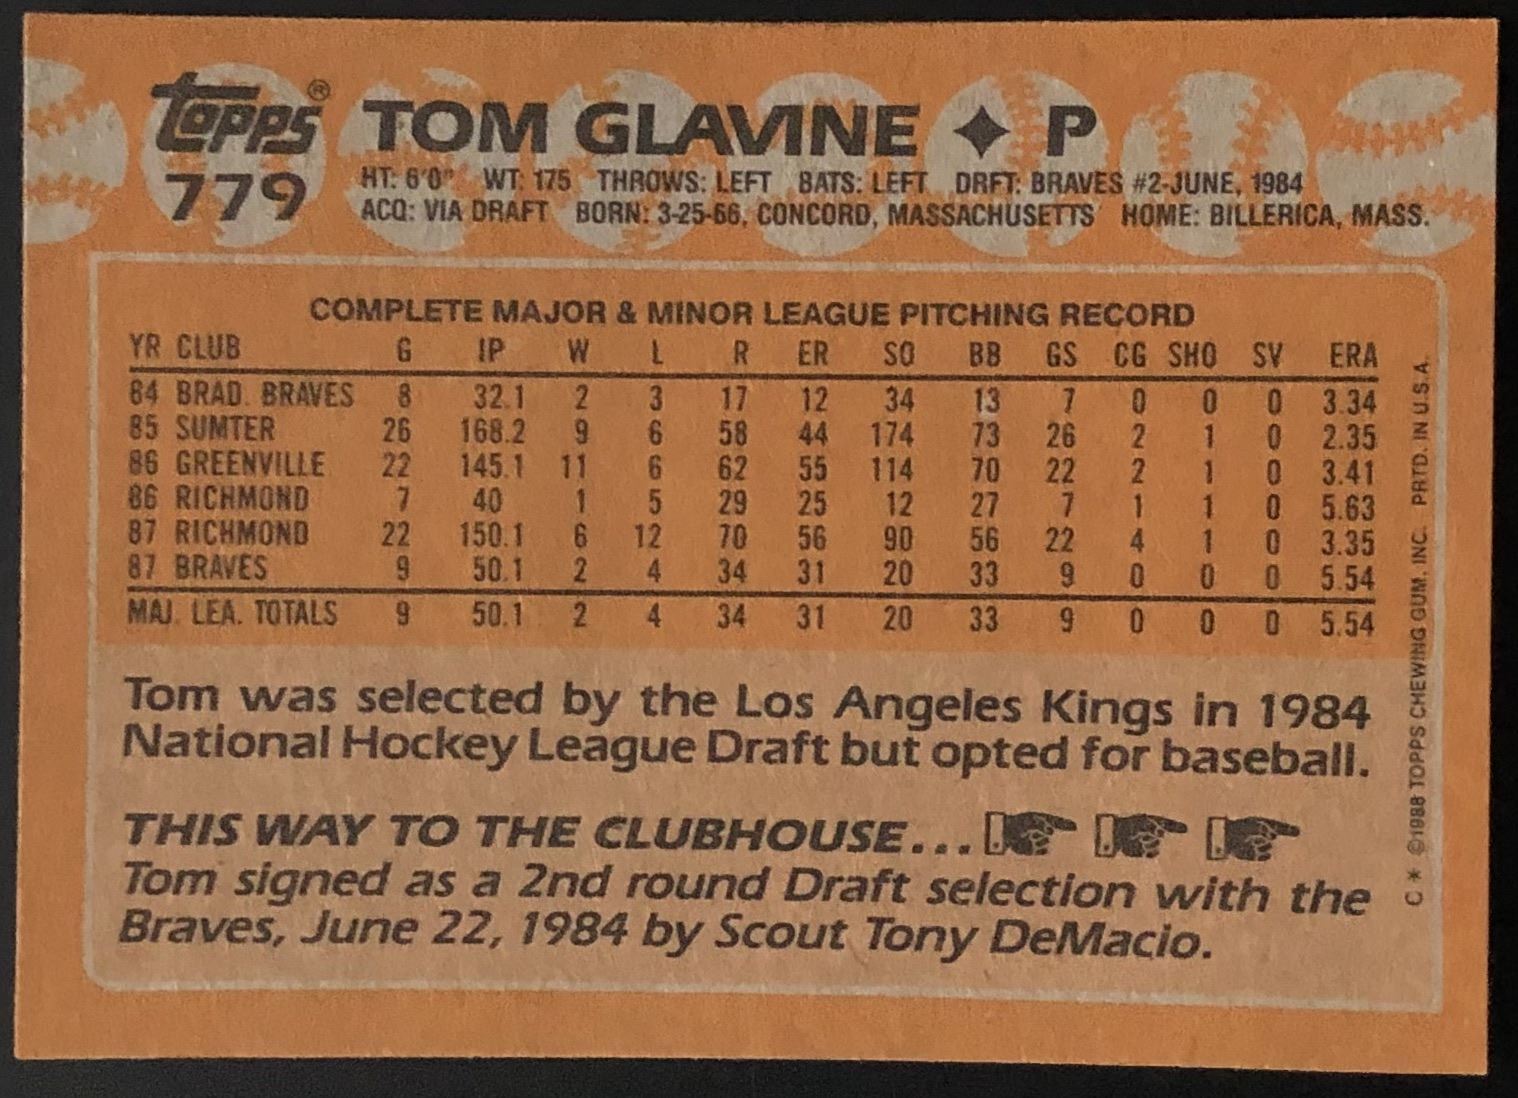 topps® TOM GLAVINE P
779 HT: 6'0" WT: 175 THROWS: LEFT BATS: LEFT DRFT: BRAVES #2-JUNE, 1984
ACQ: VIA DRAFT BORN: 3-25-66, CONCORD, MASSACHUSETTS HOME: BILLERICA, MASS.
COMPLETE MAJOR & MINOR LEAGUE PITCHING RECORD
YR CLUB G IP W L R ER SO BB GS CG SHO SV ERA
84 BRAD. BRAVES 8 32.1 2 3 17 12 34 13 7 0 0 0 3.34
85 SUMTER 26 168.2 9 6 58 44 174 73 26 2 1 0 2.35
86 GREENVILLE 22 145.1 11 6 62 55 114 70 22 2 1 0 3.41
86 RICHMOND 7 40 1 5 29 25 12 27 7 1 1 0 5.63
87 RICHMOND 22 150.1 6 12 70 56 90 56 22 4 1 0 3.35
87 BRAVES 9 50.1 2 4 34 31 20 33 9 0 0 0 5.54
MAJ. LEA. TOTALS 9 50.1 2 4 34 31 20 33 9 0 0 0 5.54
Tom was selected by the Los Angeles Kings in 1984
National Hockey League Draft but opted for baseball.
THIS WAY TO THE CLUBHOUSE...
Tom signed as a 2nd round Draft selection with the
Braves, June 22, 1984 by Scout Tony DeMacio.
C * ©1988 TOPPS CHEWING GUM, INC. PRTD. IN U.S.A.